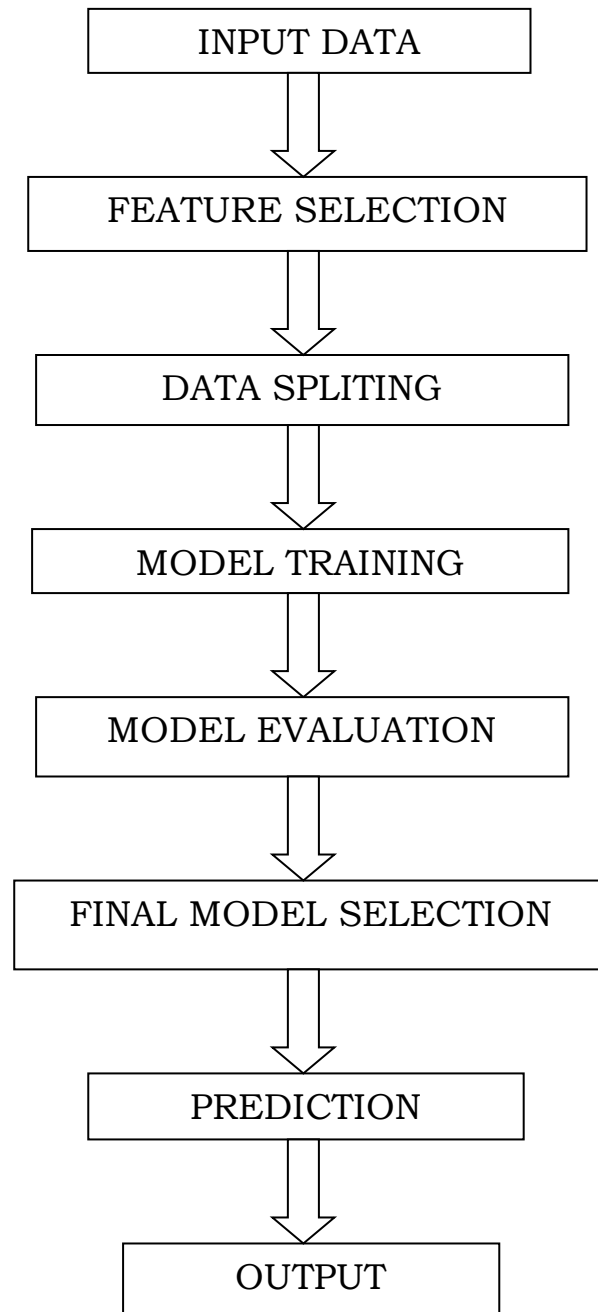 INPUT DATA
FEATURE SELECTION
DATA SPLITING
MODEL TRAINING
MODEL EVALUATION
FINAL MODEL SELECTION
PREDICTION
OUTPUT